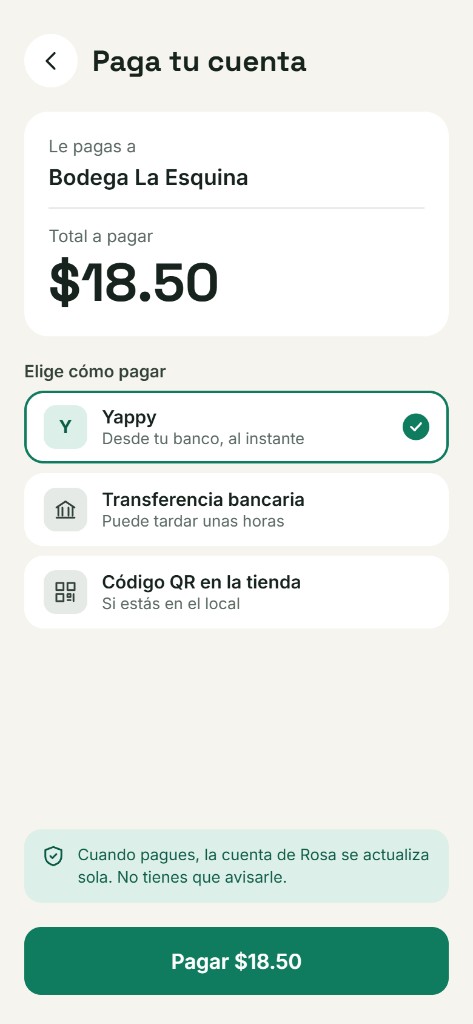 Paga tu cuenta
Le pagas a
Bodega La Esquina
Total a pagar
$18.50
Elige cómo pagar
Y
Yappy
Desde tu banco, al instante
Transferencia bancaria
Puede tardar unas horas
Código QR en la tienda
Si estás en el local
Cuando pagues, la cuenta de Rosa se actualiza
sola. No tienes que avisarle.
Pagar $18.50